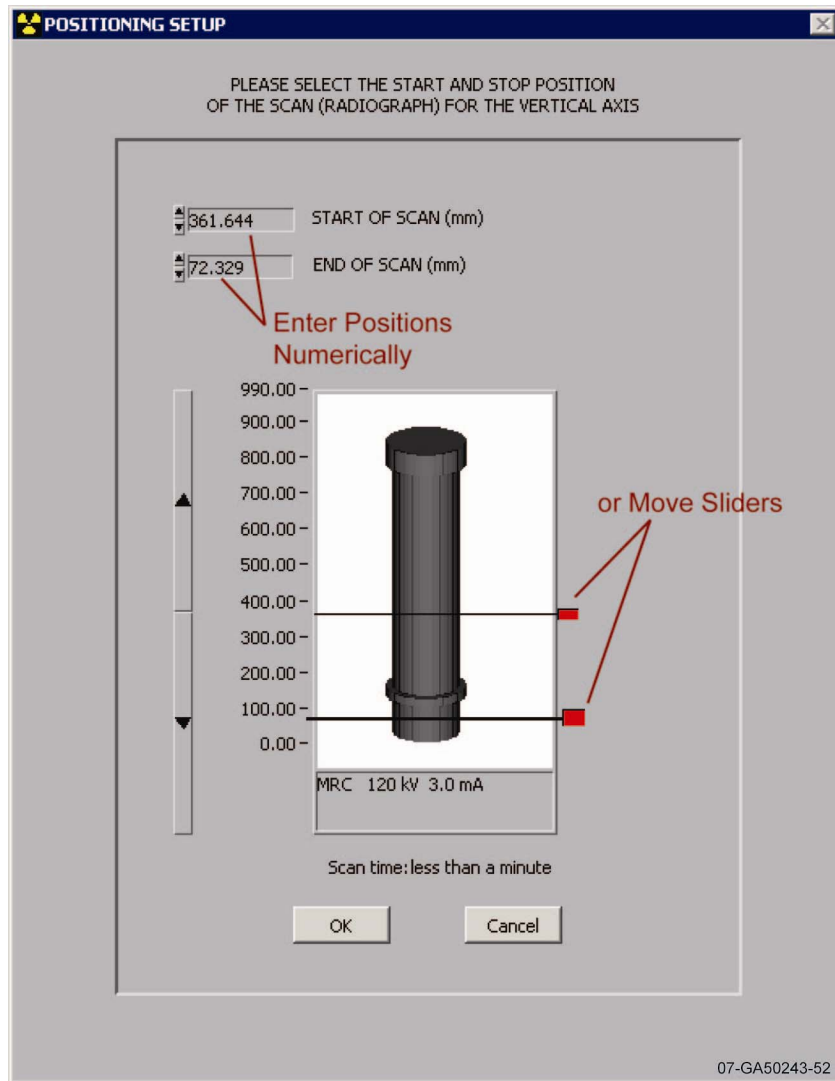 POSITIONING SETUP
PLEASE SELECT THE START AND STOP POSITION
OF THE SCAN (RADIOGRAPH) FOR THE VERTICAL AXIS
361.644 START OF SCAN (mm)
72.329 END OF SCAN (mm)
Enter Positions
Numerically
990.00
900.00
800.00
700.00
or Move Sliders
600.00
500.00
400.00
300.00
200.00
100.00
0.00
MRC 120 kV 3.0 mA
Scan time:less than a minute
OK Cancel
07-GA50243-52